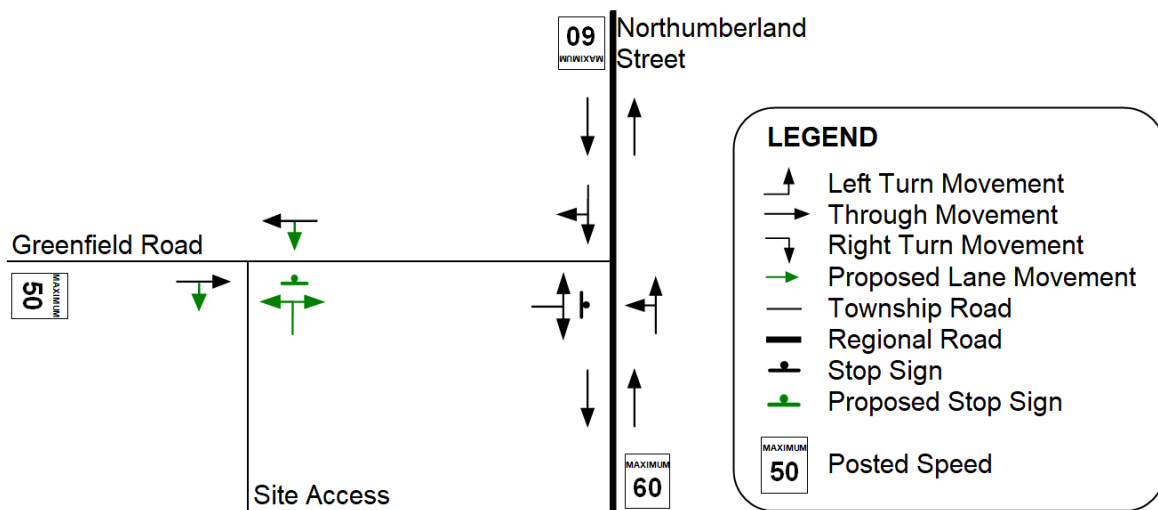 MAXIMUM
60
Northumberland
Street
Greenfield Road
MAXIMUM
50
Site Access
MAXIMUM
60
LEGEND
Left Turn Movement
Through Movement
Right Turn Movement
Proposed Lane Movement
Township Road
Regional Road
Stop Sign
Proposed Stop Sign
MAXIMUM
50
Posted Speed